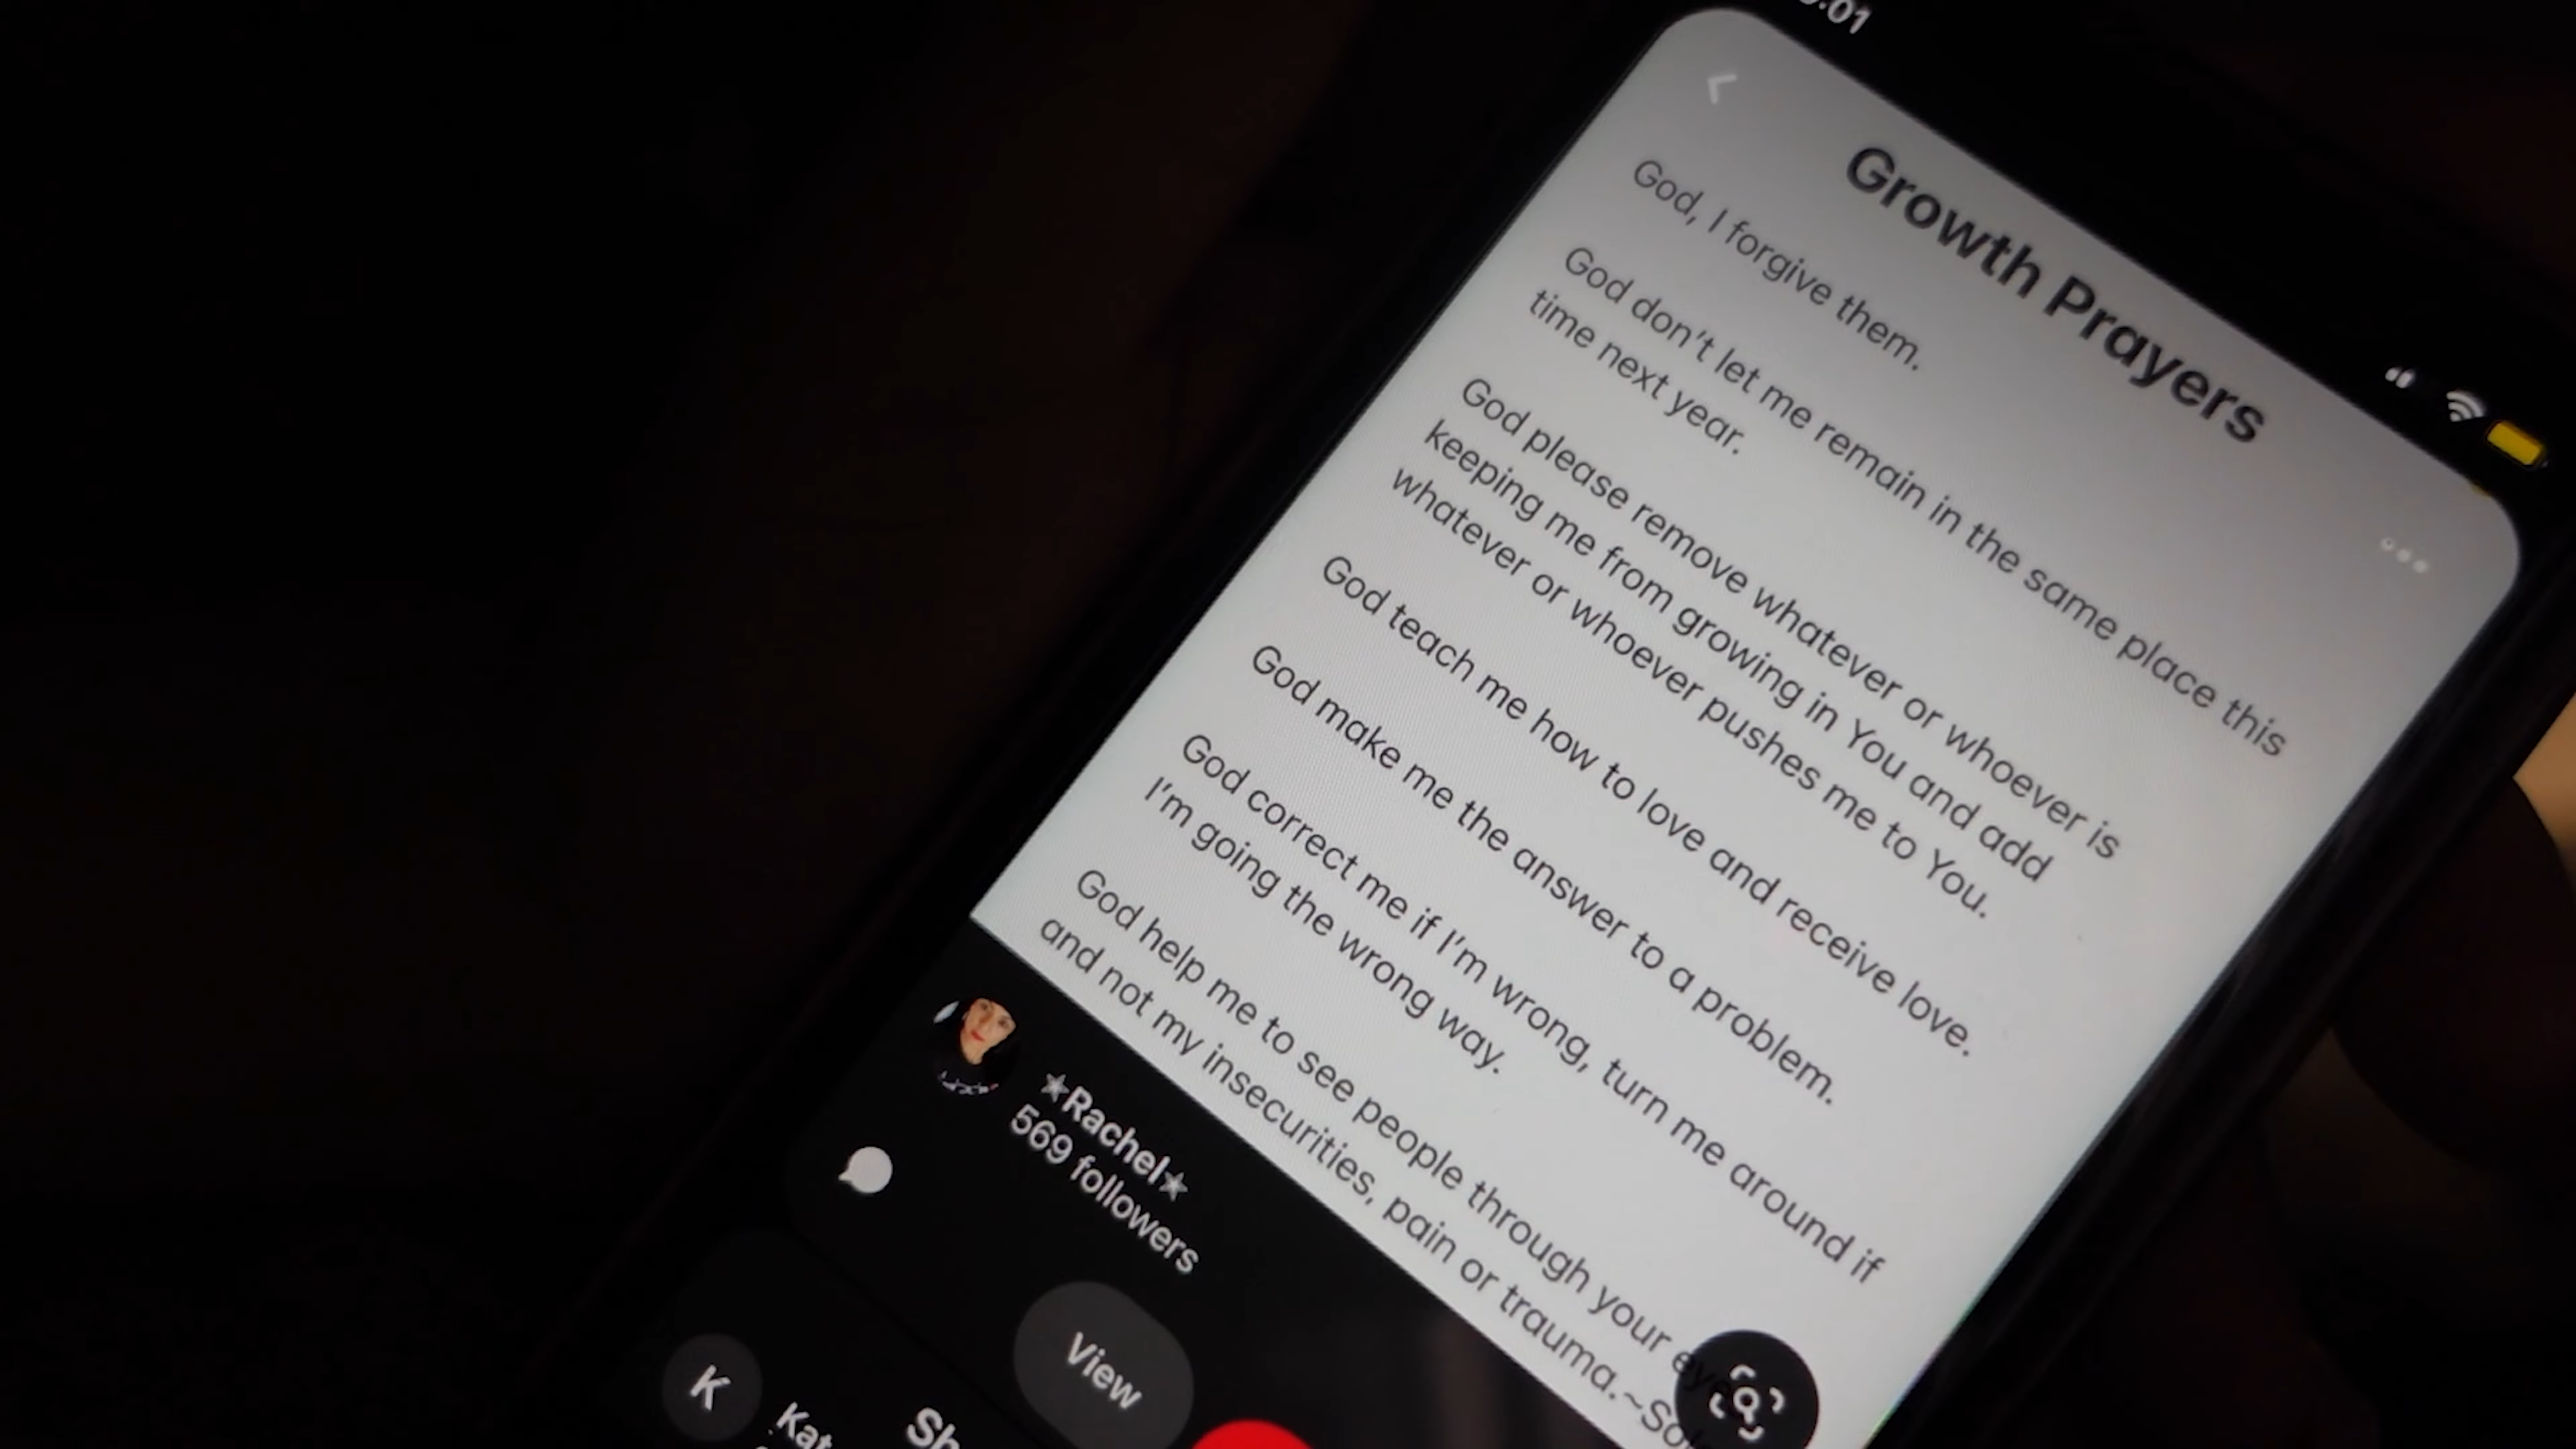 Growth Prayers
God, I forgive them.
God don't let me remain in the same place this
time next year.
God please remove whatever or whoever is
keeping me from growing in You and add
whatever or whoever pushes me to You.
God teach me how to love and receive love.
God make me the answer to a problem.
God correct me if I'm wrong, turn me around if
I'm going the wrong way.
God help me to see people through your
and not my insecurities, pain or trauma.~
★Rachel★
569 followers
View
K